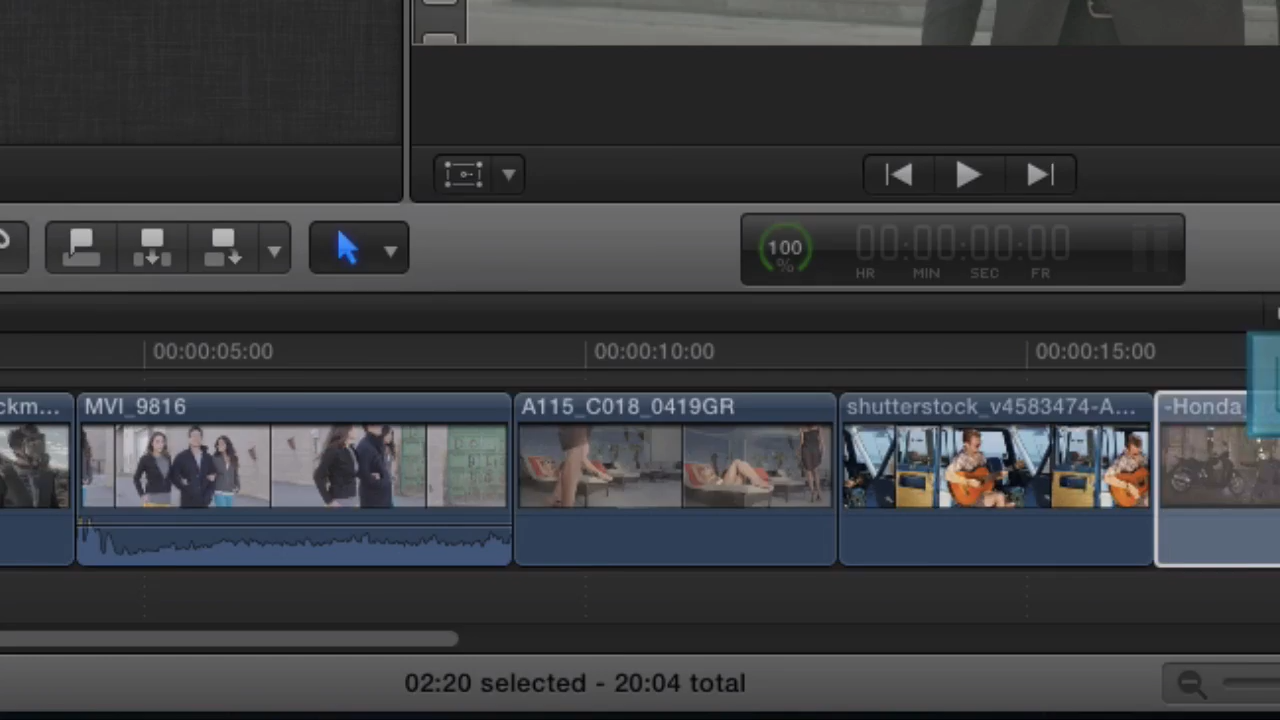 100
%
00:00:00:00
HR MIN SEC FR
00:00:05:00 00:00:10:00 00:00:15:00
ckm... MVI_9816 A115_C018_0419GR shutterstock_v4583474-A... -Honda_
02:20 selected - 20:04 total